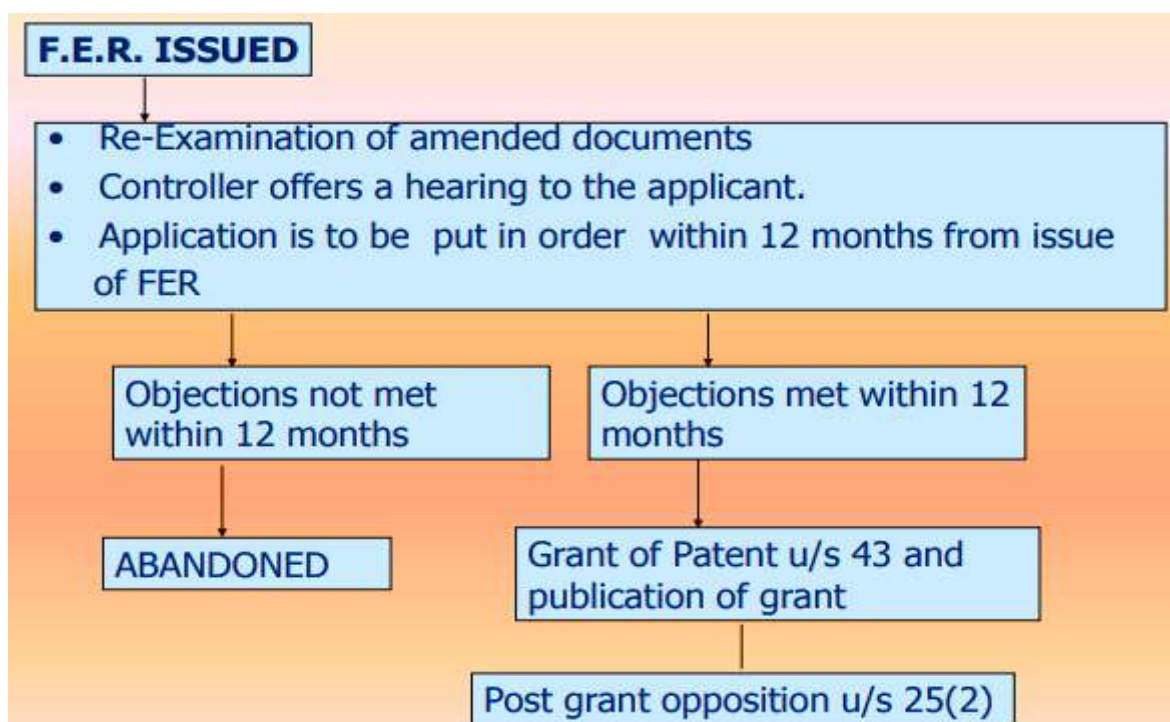 F.E.R. ISSUED
• Re-Examination of amended documents
• Controller offers a hearing to the applicant.
• Application is to be put in order within 12 months from issue
of FER
Objections not met
within 12 months
Objections met within 12
months
ABANDONED
Grant of Patent u/s 43 and
publication of grant
Post grant opposition u/s 25(2)